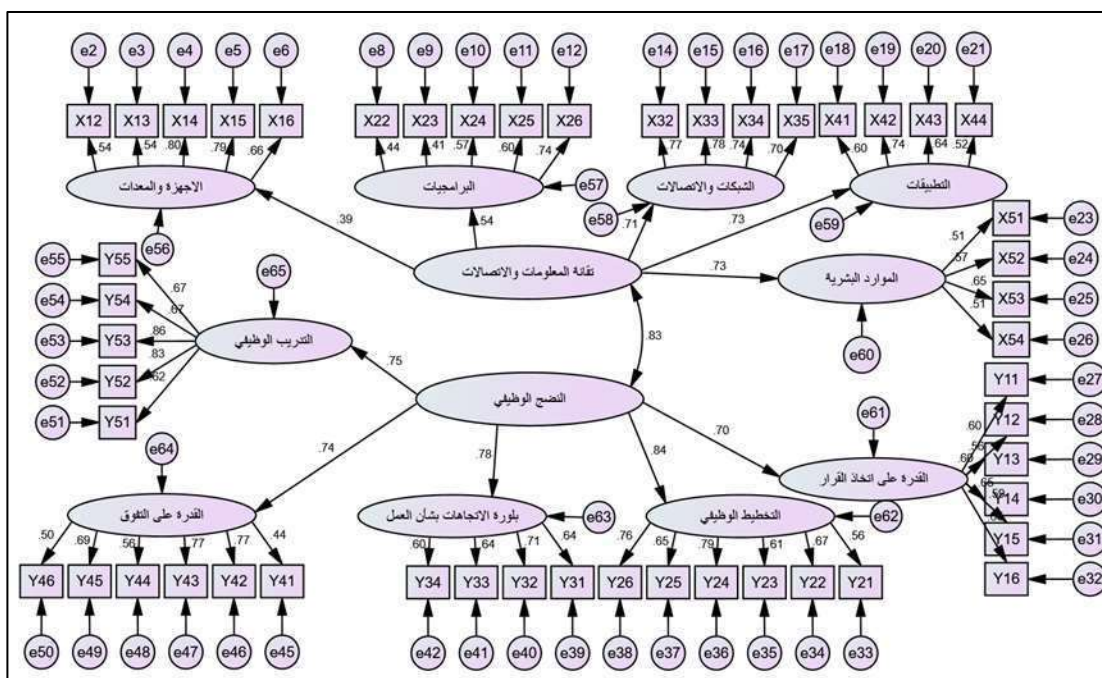 e2 e3 e4 e5 e6 e8 e9 e10 e11 e12 e14 e15 e16 e17 e18 e19 e20 e21
X12 X13 X14 X15 X16 X22 X23 X24 X25 X26 X32 X33 X34 X35 X41 X42 X43 X44
.54 .54 .80 .79 .66 .44 .41 .57 .60 .74 .77 .78 .74 .70 .60 .74 .64 .52
الاجهزة والمعدات
البرامجيات
الشبكات والاتصالات
التطبيقات
e56 e57 e58 e59
.39 .54 .71 .73
تقانة المعلومات والاتصالات
.73
الموارد البشرية
e60
.51 X51 e23
.57 X52 e24
.65 X53 e25
.51 X54 e26
.83
e55 Y55 .67
e54 Y54 .67
e53 Y53 .86
e52 Y52 .83
e51 Y51 .62
e65
التدريب الوظيفي
.75
النضج الوظيفي
.74 .78 .84 .70
e64
القدرة على التفوق
بلورة الاتجاهات بشأن العمل
e63
التخطيط الوظيفي
e62
e61
القدرة على اتخاذ القرار
Y11 e27
Y12 e28
Y13 e29
Y14 e30
Y15 e31
Y16 e32
.60
.50 .69 .56 .77 .77 .44 .60 .64 .71 .64 .76 .65 .79 .61 .67 .56
Y46 Y45 Y44 Y43 Y42 Y41 Y34 Y33 Y32 Y31 Y26 Y25 Y24 Y23 Y22 Y21
e50 e49 e48 e47 e46 e45 e42 e41 e40 e39 e38 e37 e36 e35 e34 e33